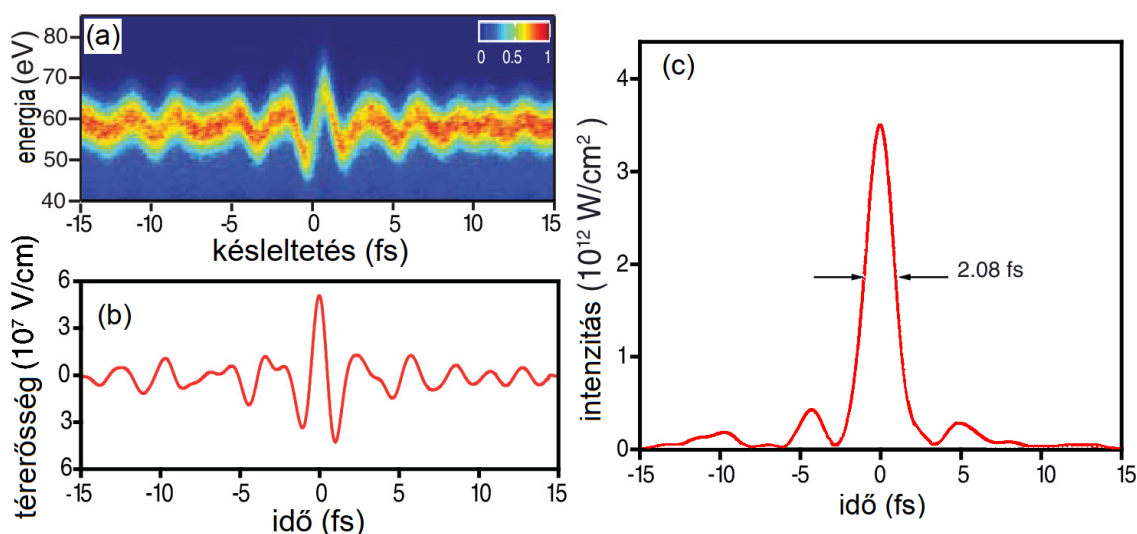 (a)
energia (eV)
80
70
60
50
40
0 0.5 1
-15 -10 -5 0 5 10 15
késleltetés (fs)
(b)
térerősség (10⁷ V/cm)
6
3
0
3
6
-15 -10 -5 0 5 10 15
idő (fs)
(c)
intenzitás (10¹² W/cm²)
4
3
2
1
0
2.08 fs
-15 -10 -5 0 5 10 15
idő (fs)